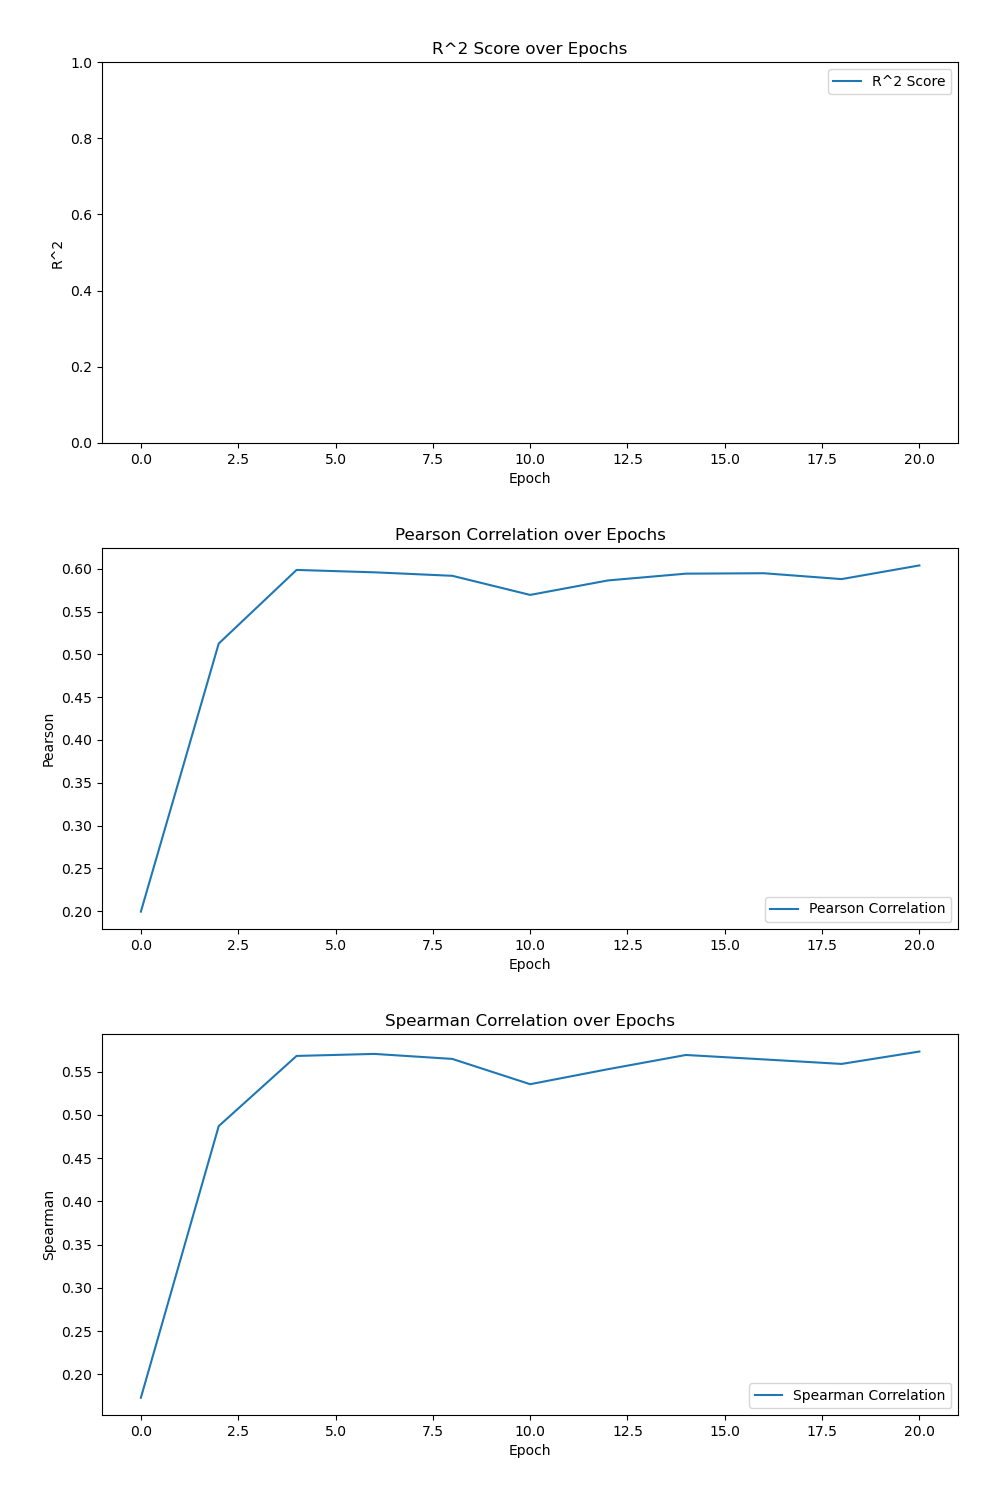 R^2 Score over Epochs
1.0
R^2 Score
0.8
0.6
R^2
0.4
0.2
0.0
0.0 2.5 5.0 7.5 10.0 12.5 15.0 17.5 20.0
Epoch
Pearson Correlation over Epochs
0.60
0.55
0.50
0.45
Pearson
0.40
0.35
0.30
0.25
0.20
Pearson Correlation
0.0 2.5 5.0 7.5 10.0 12.5 15.0 17.5 20.0
Epoch
Spearman Correlation over Epochs
0.55
0.50
0.45
0.40
Spearman
0.35
0.30
0.25
0.20
Spearman Correlation
0.0 2.5 5.0 7.5 10.0 12.5 15.0 17.5 20.0
Epoch